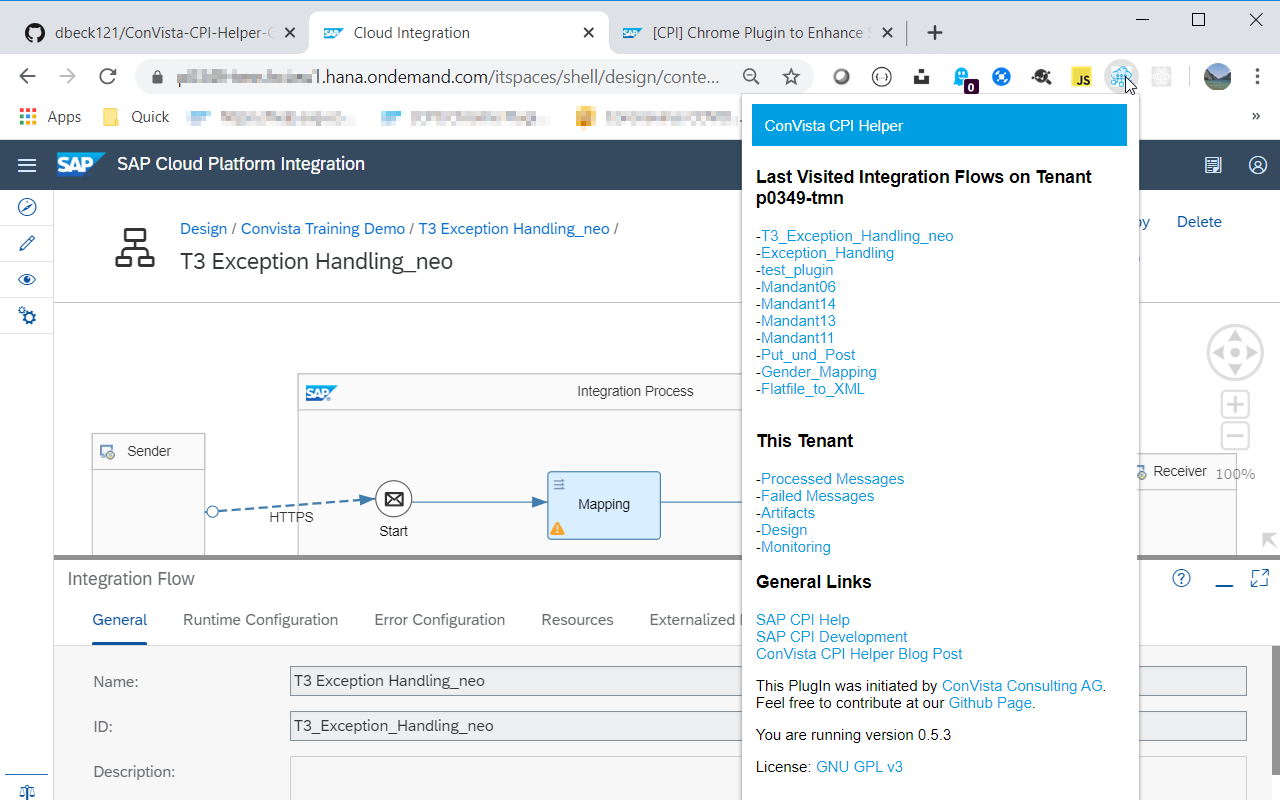 dbeck121/ConVista-CPI-Helper-C
Cloud Integration
[CPI] Chrome Plugin to Enhance S
1.hana.ondemand.com/itspaces/shell/design/conte...
0
JS
Apps
Quick
»
SAP SAP Cloud Platform Integration
Design / Convista Training Demo / T3 Exception Handling_neo /
T3 Exception Handling_neo
Delete
SAP Integration Process
Sender
HTTPS
Start
Mapping
Receiver
100%
Integration Flow
General Runtime Configuration Error Configuration Resources Externalized
Name: T3 Exception Handling_neo
ID: T3_Exception_Handling_neo
Description:
ConVista CPI Helper
Last Visited Integration Flows on Tenant
p0349-tmn
-T3_Exception_Handling_neo
-Exception_Handling
-test_plugin
-Mandant06
-Mandant14
-Mandant13
-Mandant11
-Put_und_Post
-Gender_Mapping
-Flatfile_to_XML
This Tenant
-Processed Messages
-Failed Messages
-Artifacts
-Design
-Monitoring
General Links
SAP CPI Help
SAP CPI Development
ConVista CPI Helper Blog Post
This PlugIn was initiated by ConVista Consulting AG.
Feel free to contribute at our Github Page.
You are running version 0.5.3
License: GNU GPL v3